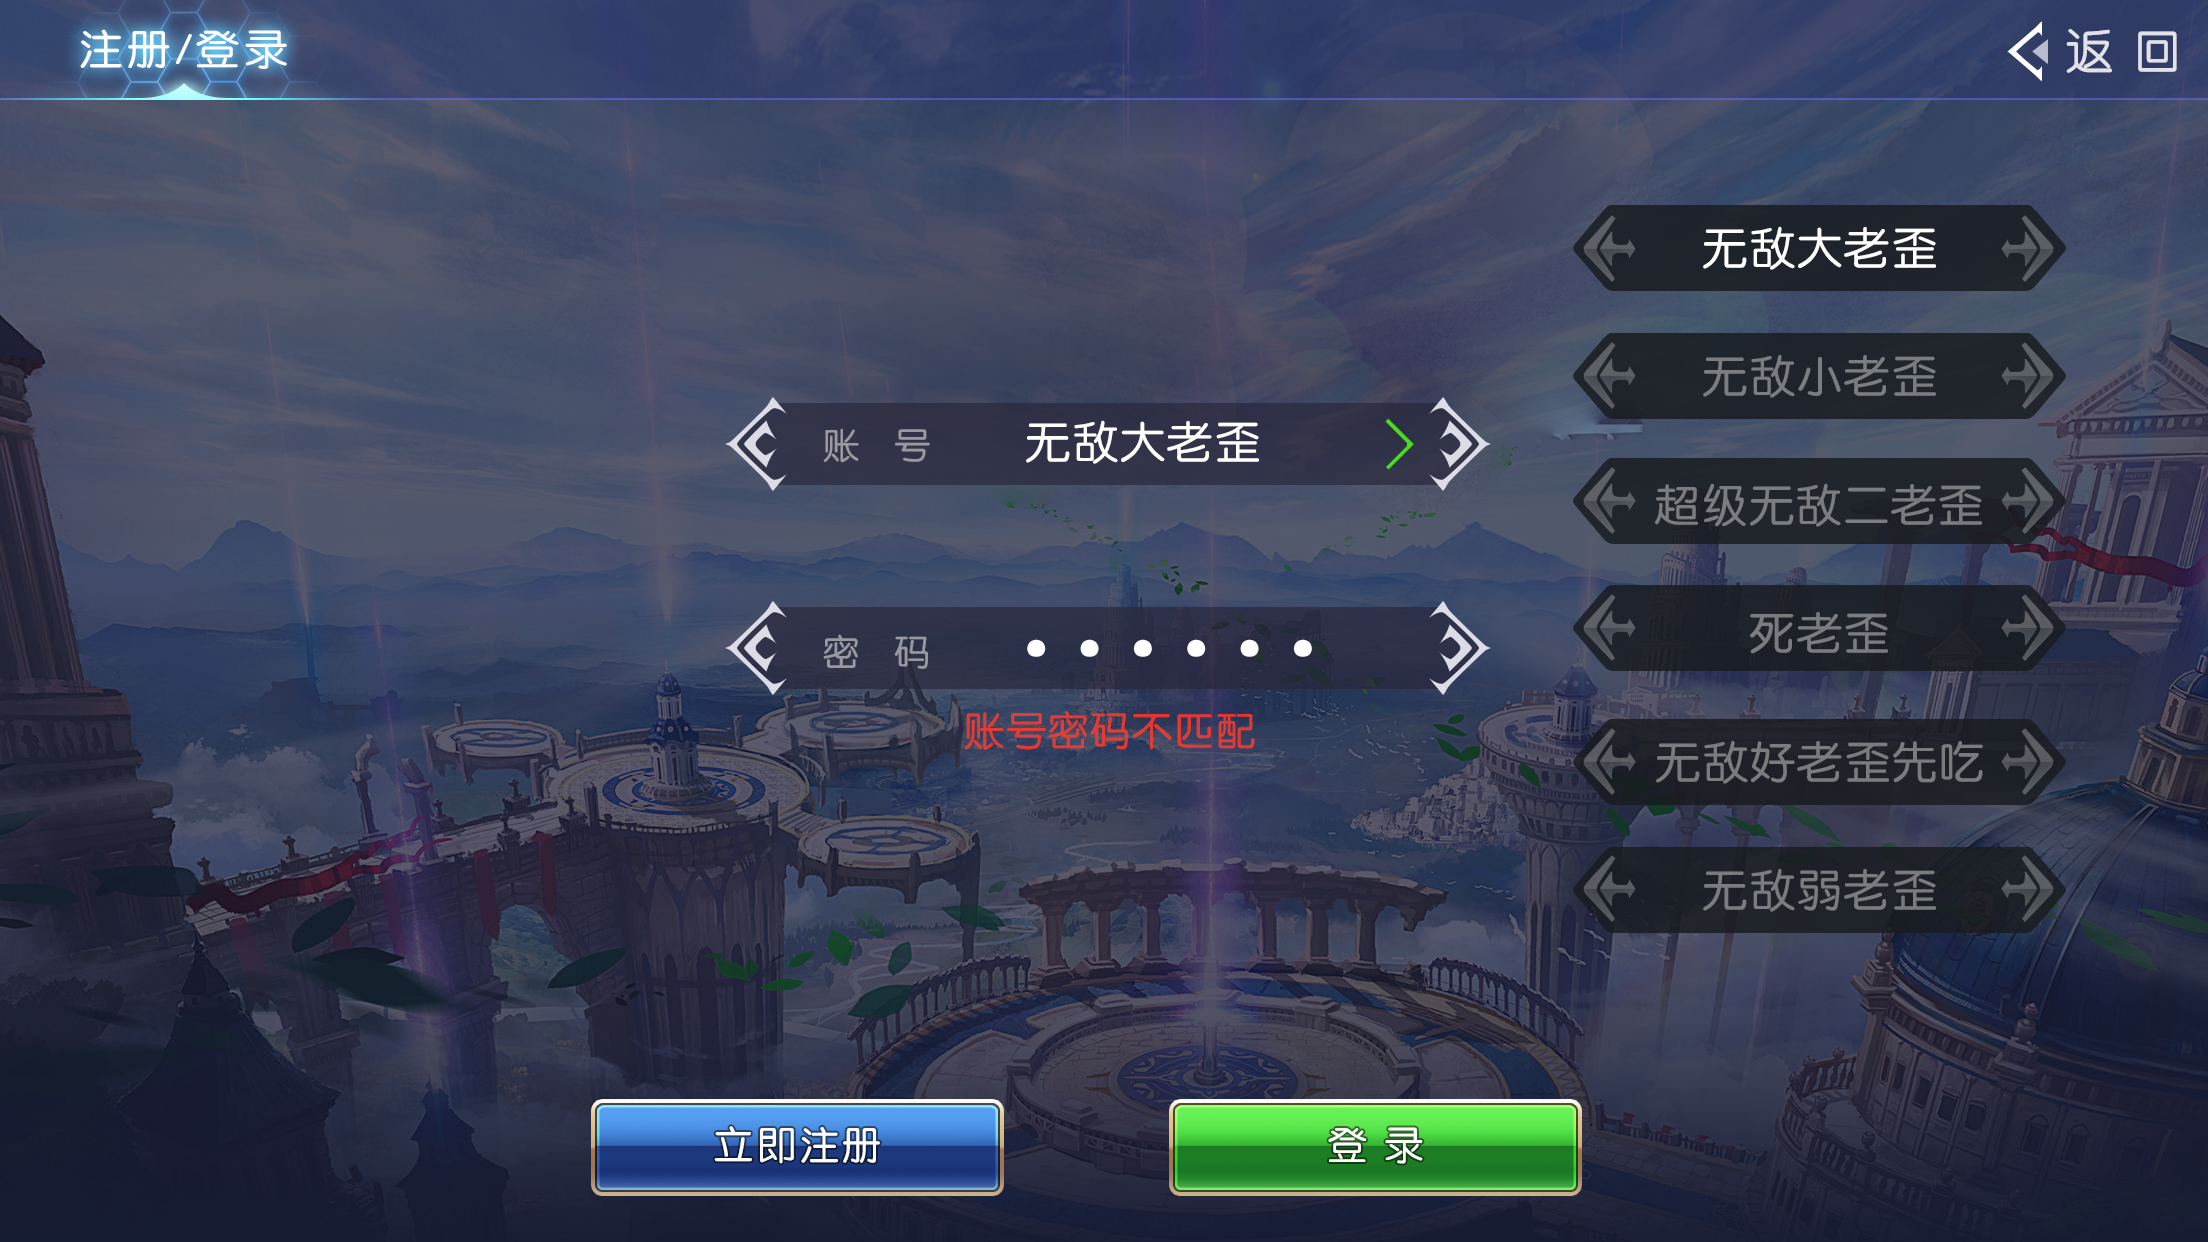 注册/登录
返 回
账 号 无敌大老歪
密 码 ● ● ● ● ● ●
账号密码不匹配
无敌大老歪
无敌小老歪
超级无敌二老歪
死老歪
无敌好老歪先吃
无敌弱老歪
立即注册
登 录